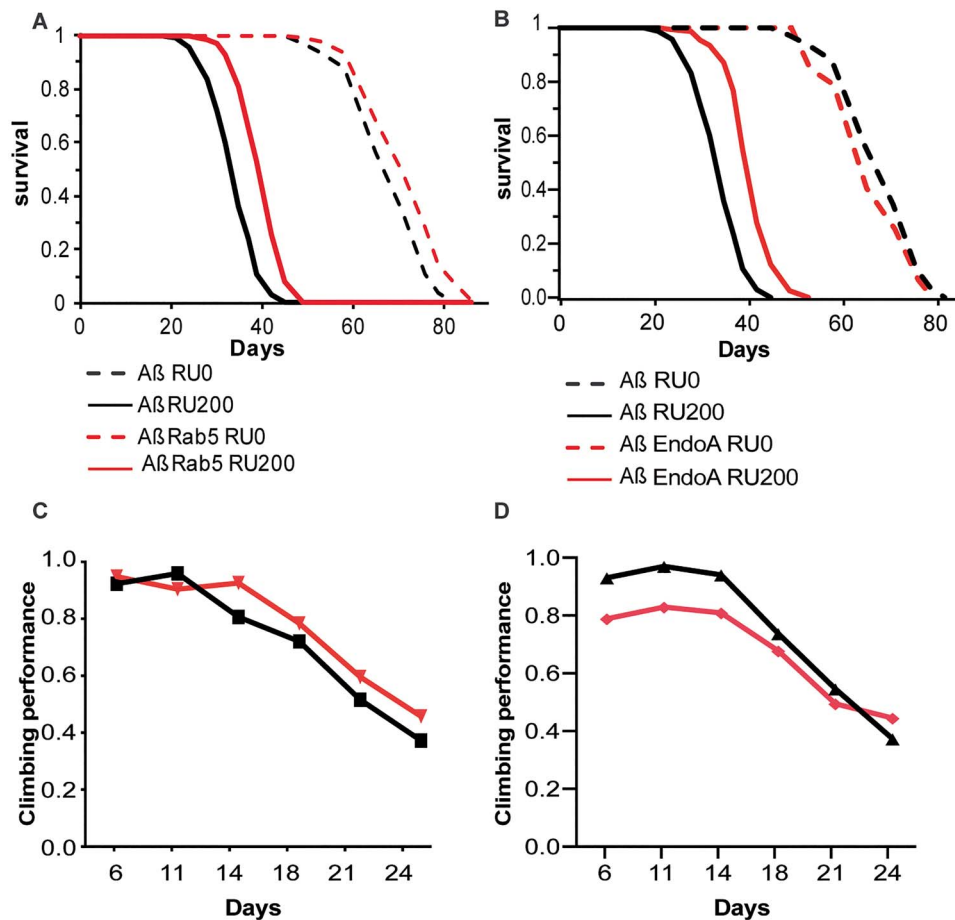 A
B
1
0.8
0.6
0.4
0.2
0
survival
0
20
40
60
80
Days
1
0.8
0.6
0.4
0.2
0.0
survival
0
20
40
60
80
Days
Aß RU0
AßRU200
AßRab5 RU0
AßRab5 RU200
Aß RU0
Aß RU200
Aß EndoA RU0
Aß EndoA RU200
C
D
1.0
0.8
0.6
0.4
0.2
0.0
Climbing performance
6
11
14
18
21
24
Days
1.0
0.8
0.6
0.4
0.2
0.0
Climbing performance
6
11
14
18
21
24
Days